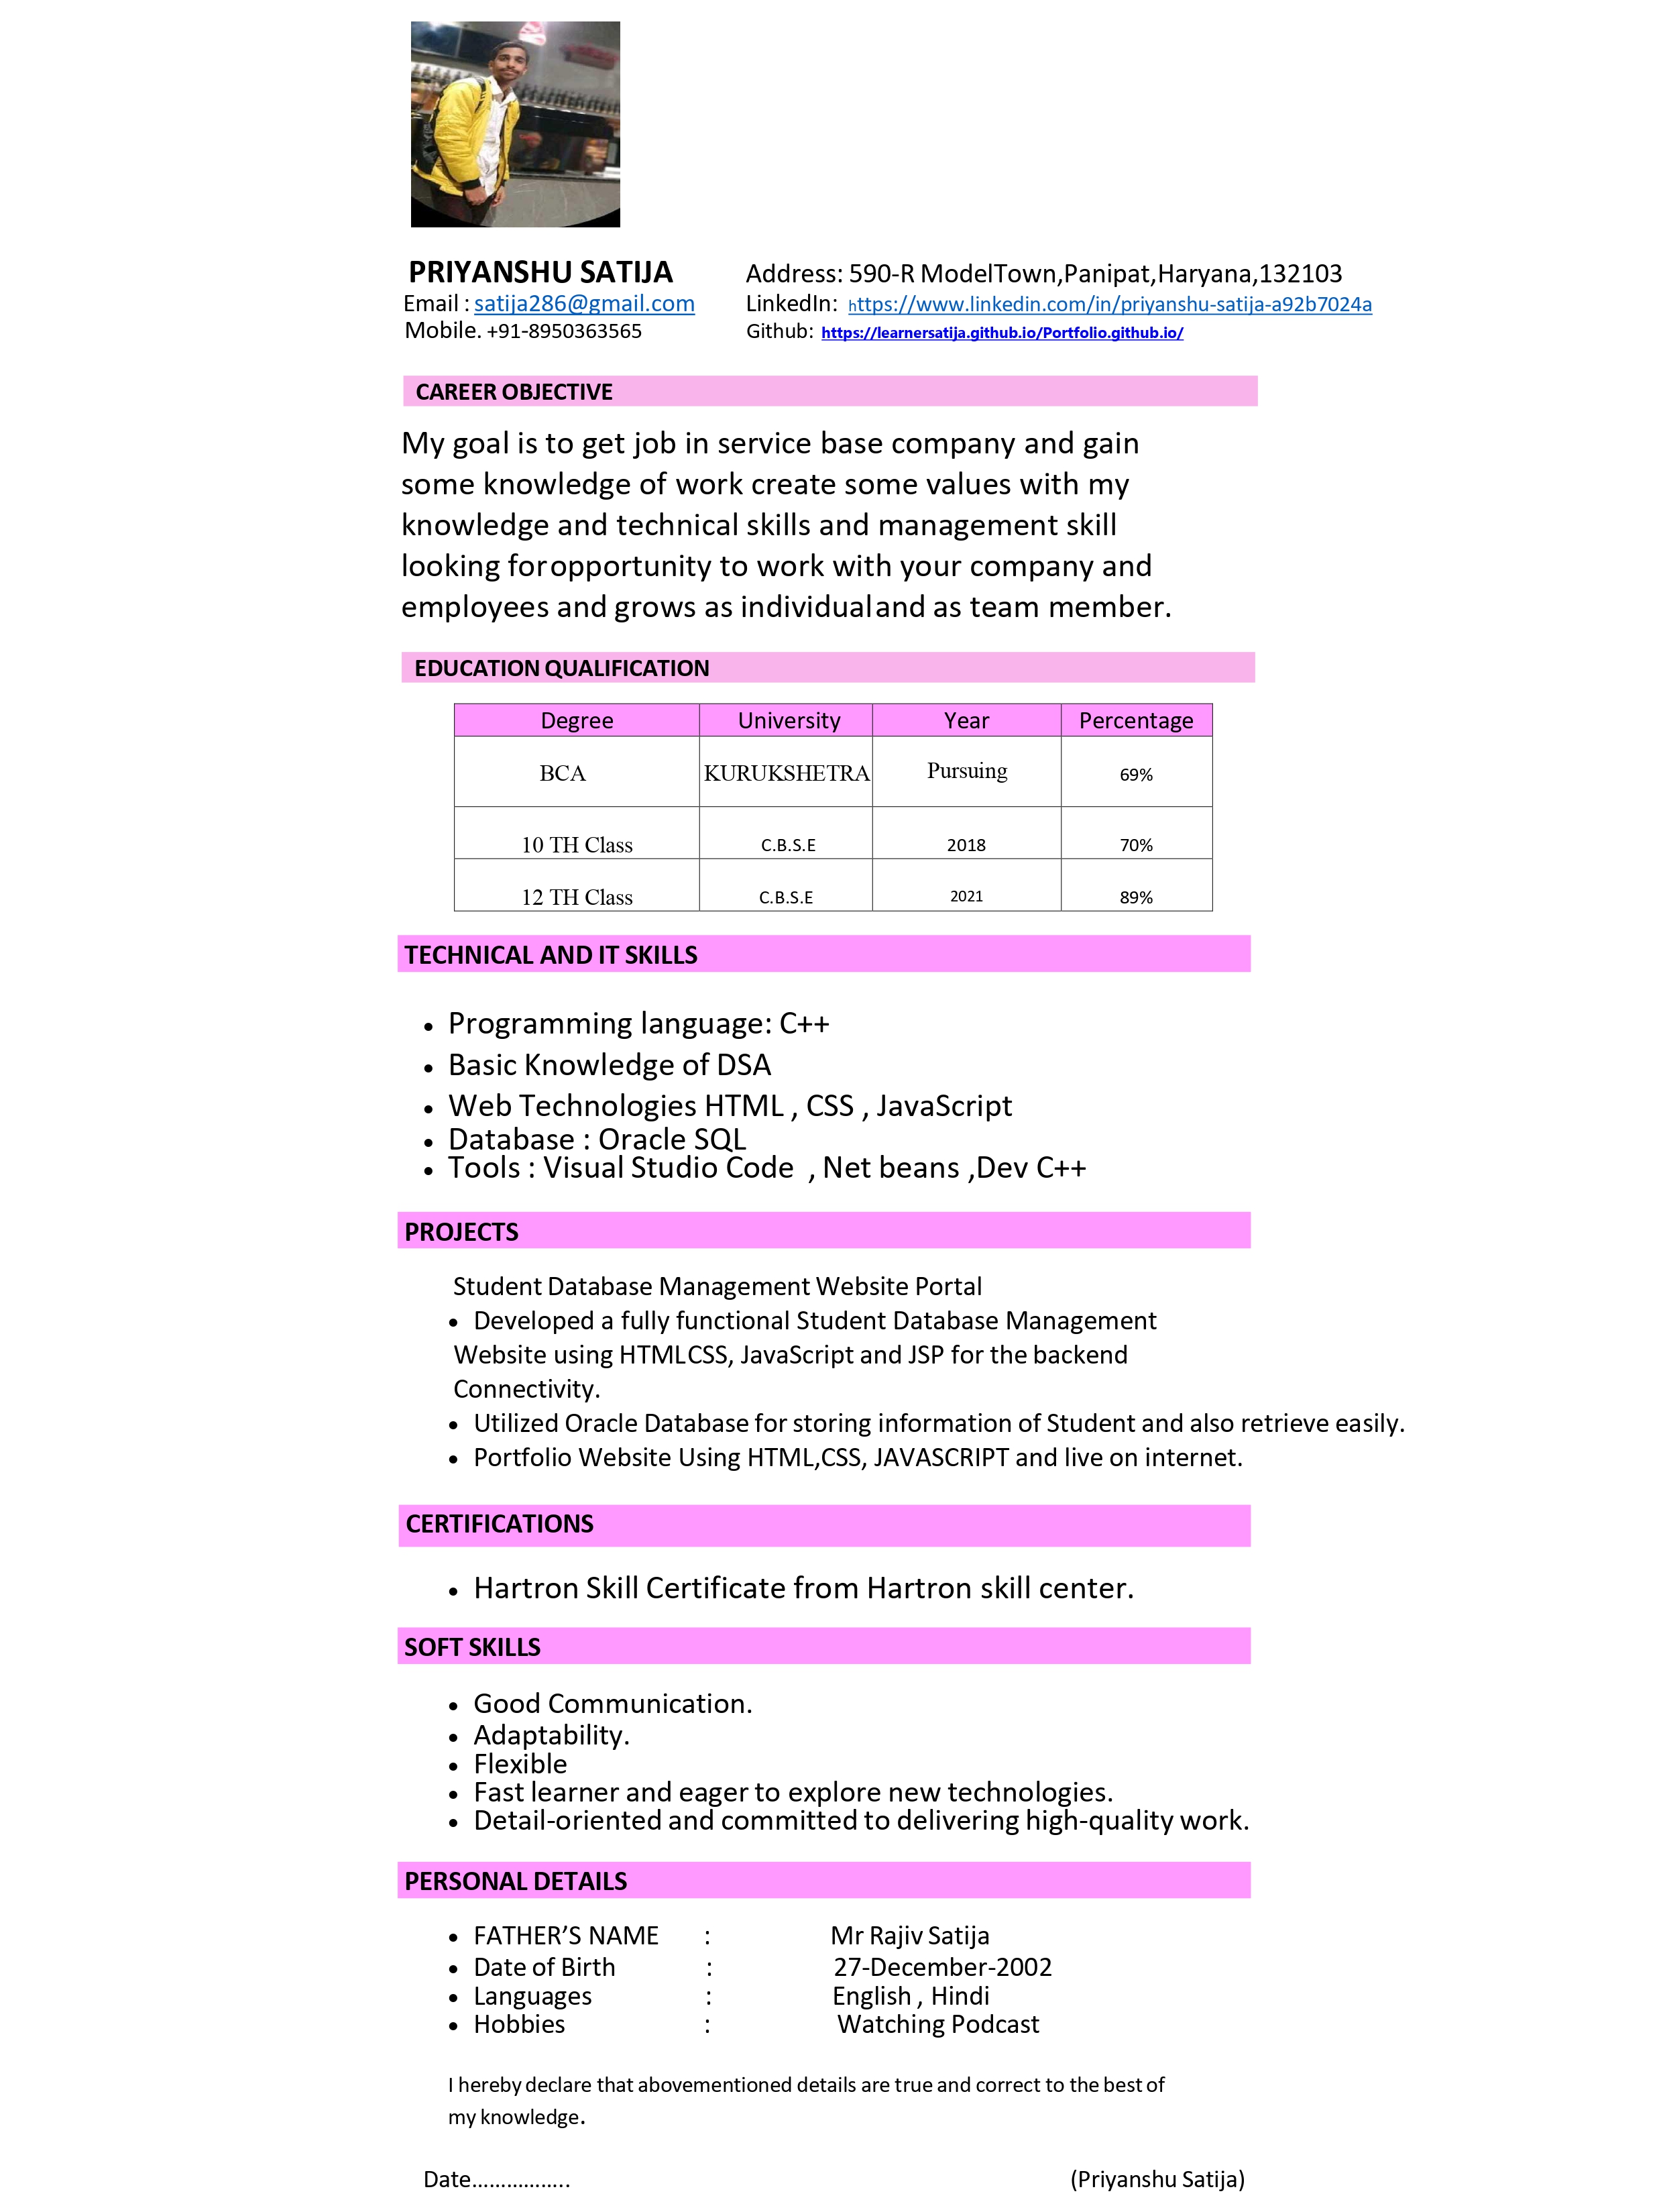 PRIYANSHU SATIJA
Address: 590-R ModelTown,Panipat,Haryana,132103
Email : satija286@gmail.com
LinkedIn: https://www.linkedin.com/in/priyanshu-satija-a92b7024a
Mobile. +91-8950363565
Github: https://learnersatija.github.io/Portfolio.github.io/
CAREER OBJECTIVE
My goal is to get job in service base company and gain
some knowledge of work create some values with my
knowledge and technical skills and management skill
looking for opportunity to work with your company and
employees and grows as individual and as team member.
EDUCATION QUALIFICATION
Degree University Year Percentage
BCA KURUKSHETRA Pursuing 69%
10 TH Class C.B.S.E 2018 70%
12 TH Class C.B.S.E 2021 89%
TECHNICAL AND IT SKILLS
• Programming language: C++
• Basic Knowledge of DSA
• Web Technologies HTML , CSS , JavaScript
• Database : Oracle SQL
• Tools : Visual Studio Code , Net beans ,Dev C++
PROJECTS
Student Database Management Website Portal
• Developed a fully functional Student Database Management
Website using HTMLCSS, JavaScript and JSP for the backend
Connectivity.
• Utilized Oracle Database for storing information of Student and also retrieve easily.
• Portfolio Website Using HTML,CSS, JAVASCRIPT and live on internet.
CERTIFICATIONS
• Hartron Skill Certificate from Hartron skill center.
SOFT SKILLS
• Good Communication.
• Adaptability.
• Flexible
• Fast learner and eager to explore new technologies.
• Detail-oriented and committed to delivering high-quality work.
PERSONAL DETAILS
• FATHER’S NAME : Mr Rajiv Satija
• Date of Birth : 27-December-2002
• Languages : English , Hindi
• Hobbies : Watching Podcast
I hereby declare that abovementioned details are true and correct to the best of
my knowledge.
Date................
(Priyanshu Satija)